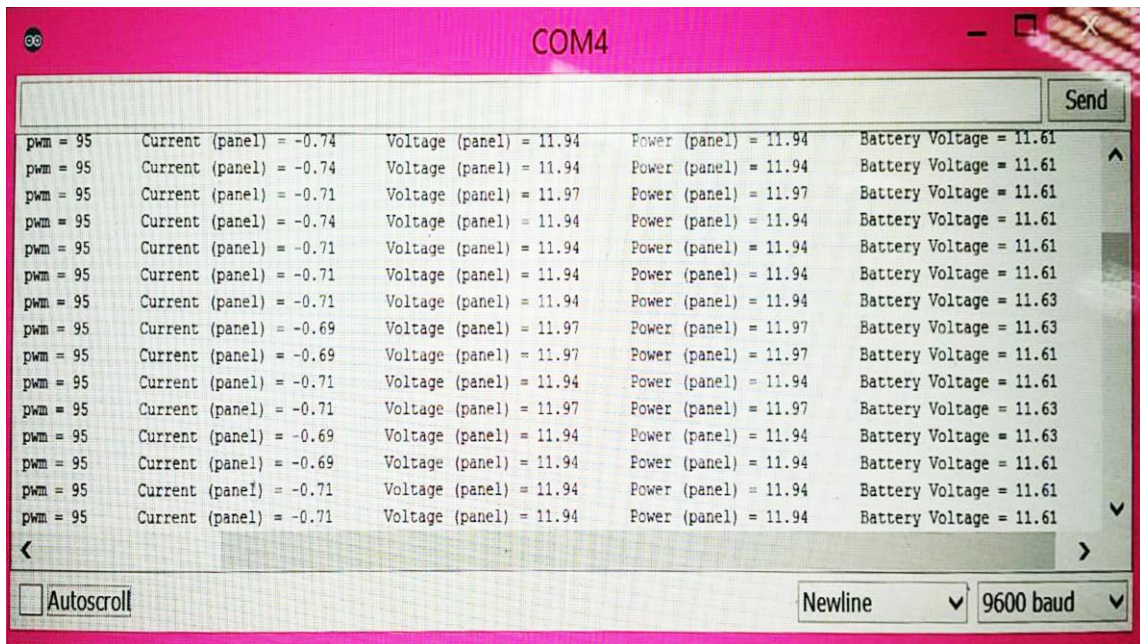 COM4
Send
pwm = 95 Current (panel) = -0.74 Voltage (panel) = 11.94 Power (panel) = 11.94 Battery Voltage = 11.61
pwm = 95 Current (panel) = -0.74 Voltage (panel) = 11.94 Power (panel) = 11.94 Battery Voltage = 11.61
pwm = 95 Current (panel) = -0.71 Voltage (panel) = 11.97 Power (panel) = 11.97 Battery Voltage = 11.61
pwm = 95 Current (panel) = -0.74 Voltage (panel) = 11.94 Power (panel) = 11.94 Battery Voltage = 11.61
pwm = 95 Current (panel) = -0.71 Voltage (panel) = 11.94 Power (panel) = 11.94 Battery Voltage = 11.61
pwm = 95 Current (panel) = -0.71 Voltage (panel) = 11.94 Power (panel) = 11.94 Battery Voltage = 11.61
pwm = 95 Current (panel) = -0.71 Voltage (panel) = 11.94 Power (panel) = 11.94 Battery Voltage = 11.63
pwm = 95 Current (panel) = -0.69 Voltage (panel) = 11.97 Power (panel) = 11.97 Battery Voltage = 11.63
pwm = 95 Current (panel) = -0.69 Voltage (panel) = 11.97 Power (panel) = 11.97 Battery Voltage = 11.61
pwm = 95 Current (panel) = -0.71 Voltage (panel) = 11.94 Power (panel) = 11.94 Battery Voltage = 11.61
pwm = 95 Current (panel) = -0.71 Voltage (panel) = 11.97 Power (panel) = 11.97 Battery Voltage = 11.63
pwm = 95 Current (panel) = -0.69 Voltage (panel) = 11.94 Power (panel) = 11.94 Battery Voltage = 11.63
pwm = 95 Current (panel) = -0.69 Voltage (panel) = 11.94 Power (panel) = 11.94 Battery Voltage = 11.61
pwm = 95 Current (panel) = -0.71 Voltage (panel) = 11.94 Power (panel) = 11.94 Battery Voltage = 11.61
pwm = 95 Current (panel) = -0.71 Voltage (panel) = 11.94 Power (panel) = 11.94 Battery Voltage = 11.61
Autoscroll Newline 9600 baud